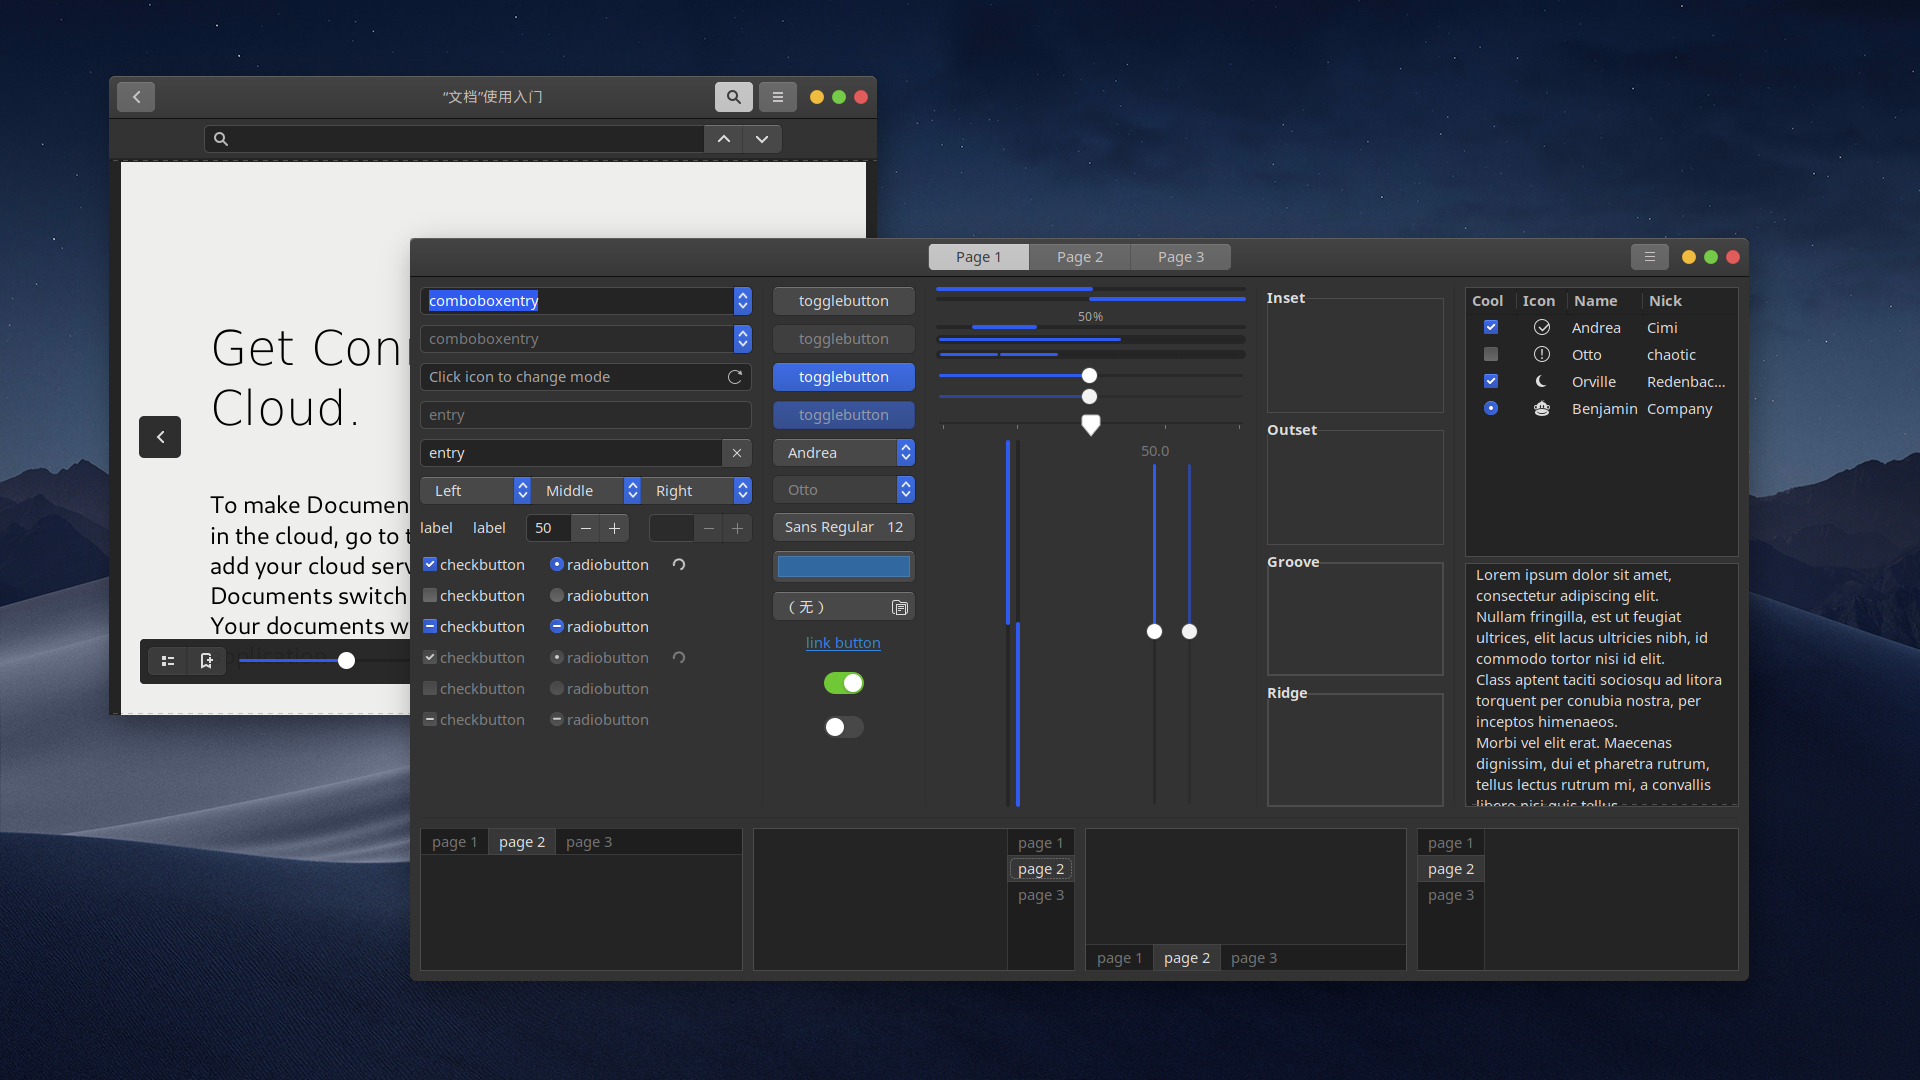 “文档”使用入门
Get Con
Cloud.
To make Documen
in the cloud, go to t
add your cloud serv
Documents switch
Your documents w
application
Page 1
Page 2
Page 3
comboboxentry
comboboxentry
Click icon to change mode
entry
entry
Left
Middle
Right
label
label
50
checkbutton
radiobutton
checkbutton
radiobutton
checkbutton
radiobutton
checkbutton
radiobutton
checkbutton
radiobutton
checkbutton
radiobutton
togglebutton
togglebutton
togglebutton
togglebutton
Andrea
Otto
Sans Regular 12
（无）
link button
50%
50.0
Inset
Outset
Groove
Ridge
Cool Icon Name Nick
Andrea Cimi
Otto chaotic
Orville Redenbac...
Benjamin Company
Lorem ipsum dolor sit amet,
consectetur adipiscing elit.
Nullam fringilla, est ut feugiat
ultrices, elit lacus ultricies nibh, id
commodo tortor nisi id elit.
Class aptent taciti sociosqu ad litora
torquent per conubia nostra, per
inceptos himenaeos.
Morbi vel elit erat. Maecenas
dignissim, dui et pharetra rutrum,
tellus lectus rutrum mi, a convallis
libero nisi quis tellus
page 1
page 2
page 3
page 1
page 2
page 3
page 1
page 2
page 3
page 1
page 2
page 3